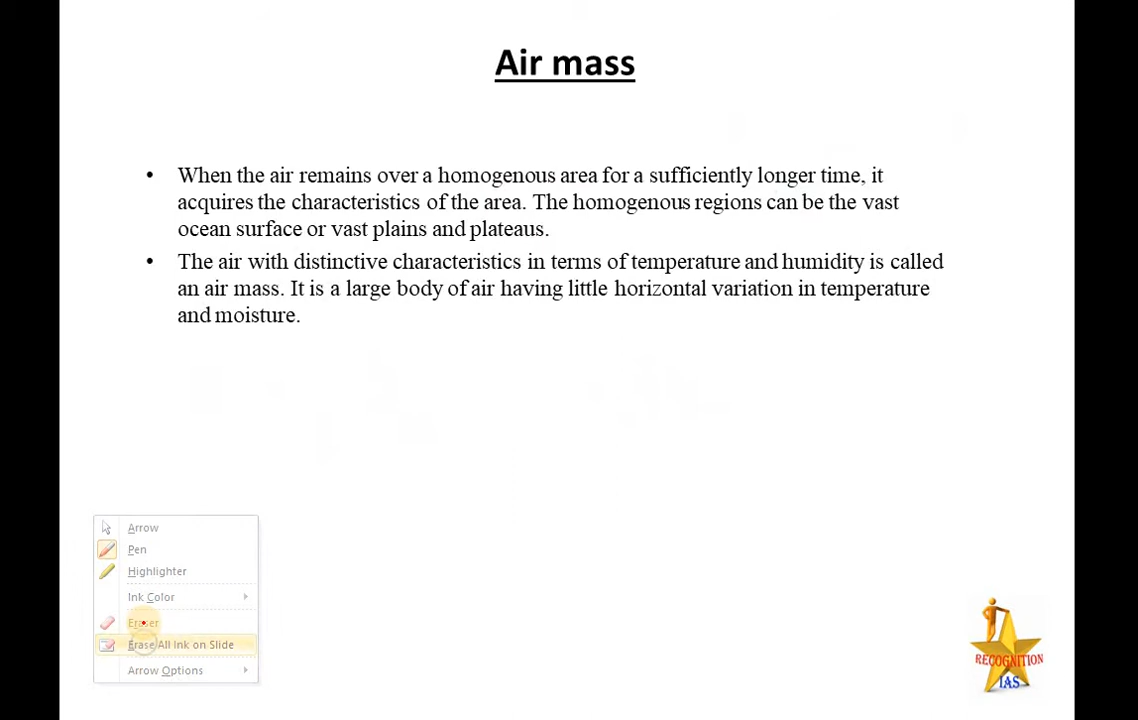 Air mass
• When the air remains over a homogenous area for a sufficiently longer time, it
acquires the characteristics of the area. The homogenous regions can be the vast
ocean surface or vast plains and plateaus.
• The air with distinctive characteristics in terms of temperature and humidity is called
an air mass. It is a large body of air having little horizontal variation in temperature
and moisture.
Arrow
Pen
Highlighter
Ink Color
Eraser
Erase All Ink on Slide
Arrow Options
RECOGNITION
IAS